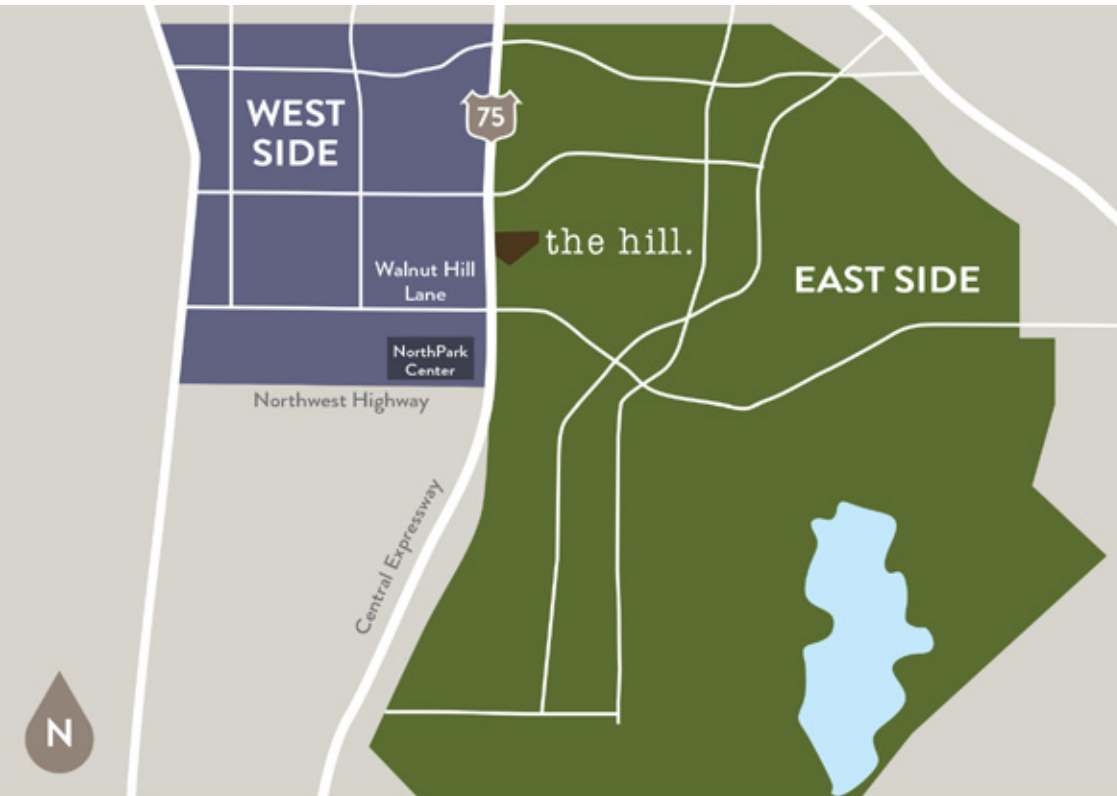 WEST
SIDE
75
the hill.
Walnut Hill
Lane
EAST SIDE
NorthPark
Center
Northwest Highway
Central Expressway
N